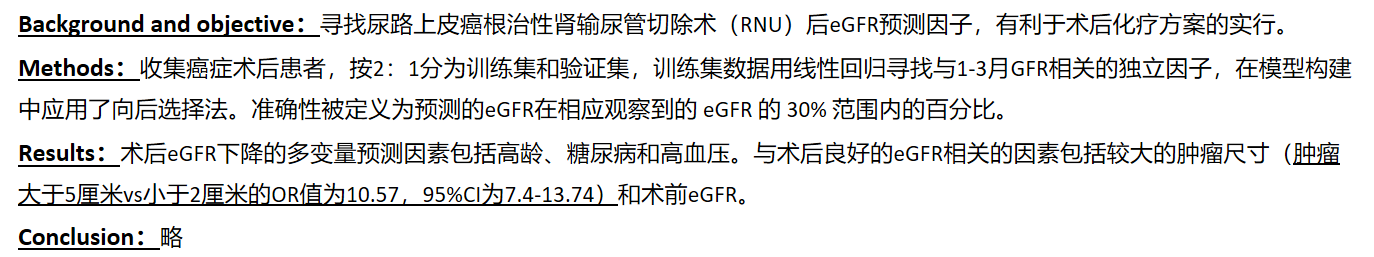 Background and objective：寻找尿路上皮癌根治性肾输尿管切除术（RNU）后eGFR预测因子，有利于术后化疗方案的实行。
Methods：收集癌症术后患者，按2：1分为训练集和验证集，训练集数据用线性回归寻找与1-3月GFR相关的独立因子，在模型构建
中应用了向后选择法。准确性被定义为预测的eGFR在相应观察到的 eGFR 的 30% 范围内的百分比。
Results：术后eGFR下降的多变量预测因素包括高龄、糖尿病和高血压。与术后良好的eGFR相关的因素包括较大的肿瘤尺寸（肿瘤
大于5厘米vs小于2厘米的OR值为10.57，95%CI为7.4-13.74）和术前eGFR。
Conclusion：略